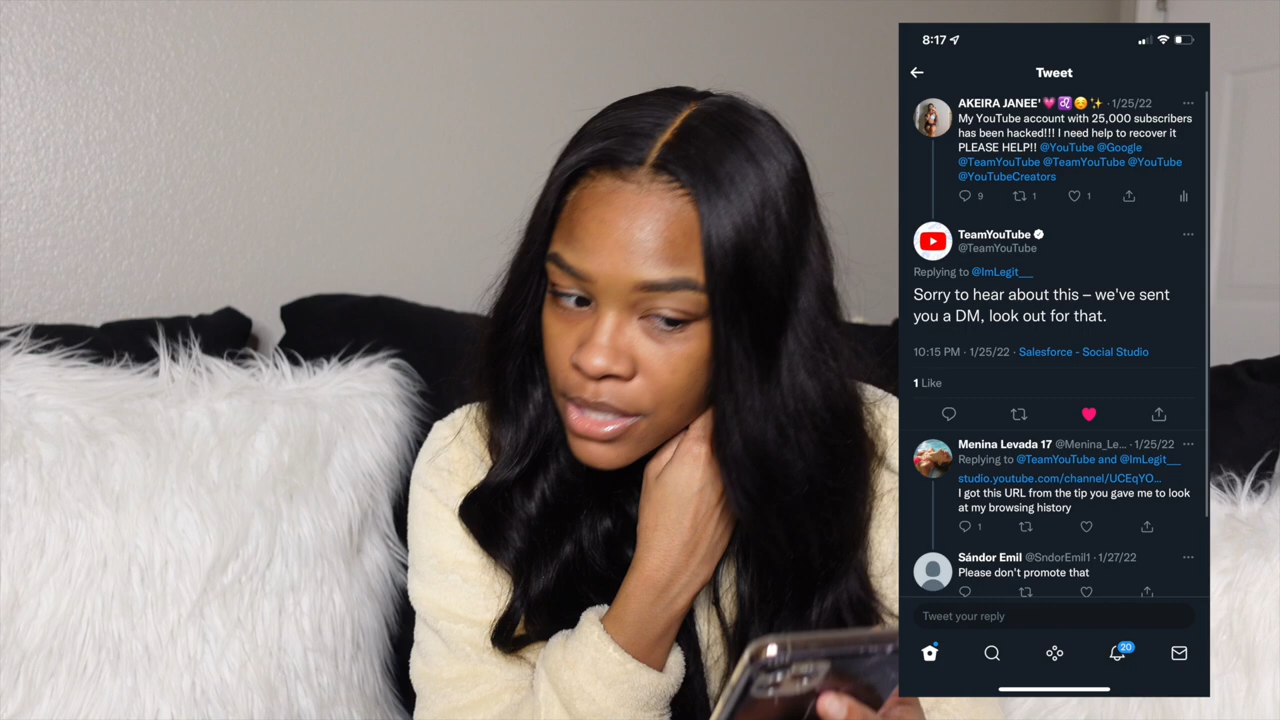 8:17
Tweet
AKEIRA JANEE'💗♌☺️✨ · 1/25/22
My YouTube account with 25,000 subscribers
has been hacked!!! I need help to recover it
PLEASE HELP!! @YouTube @Google
@TeamYouTube @TeamYouTube @YouTube
@YouTubeCreators
9 1 1
TeamYouTube
@TeamYouTube
Replying to @ImLegit___
Sorry to hear about this – we've sent
you a DM, look out for that.
10:15 PM · 1/25/22 · Salesforce - Social Studio
1 Like
Menina Levada 17 @Menina_Le... · 1/25/22
Replying to @TeamYouTube and @ImLegit___
studio.youtube.com/channel/UCEqYO...
I got this URL from the tip you gave me to look
at my browsing history
1
Sándor Emil @SndorEmil1 · 1/27/22
Please don't promote that
Tweet your reply
20